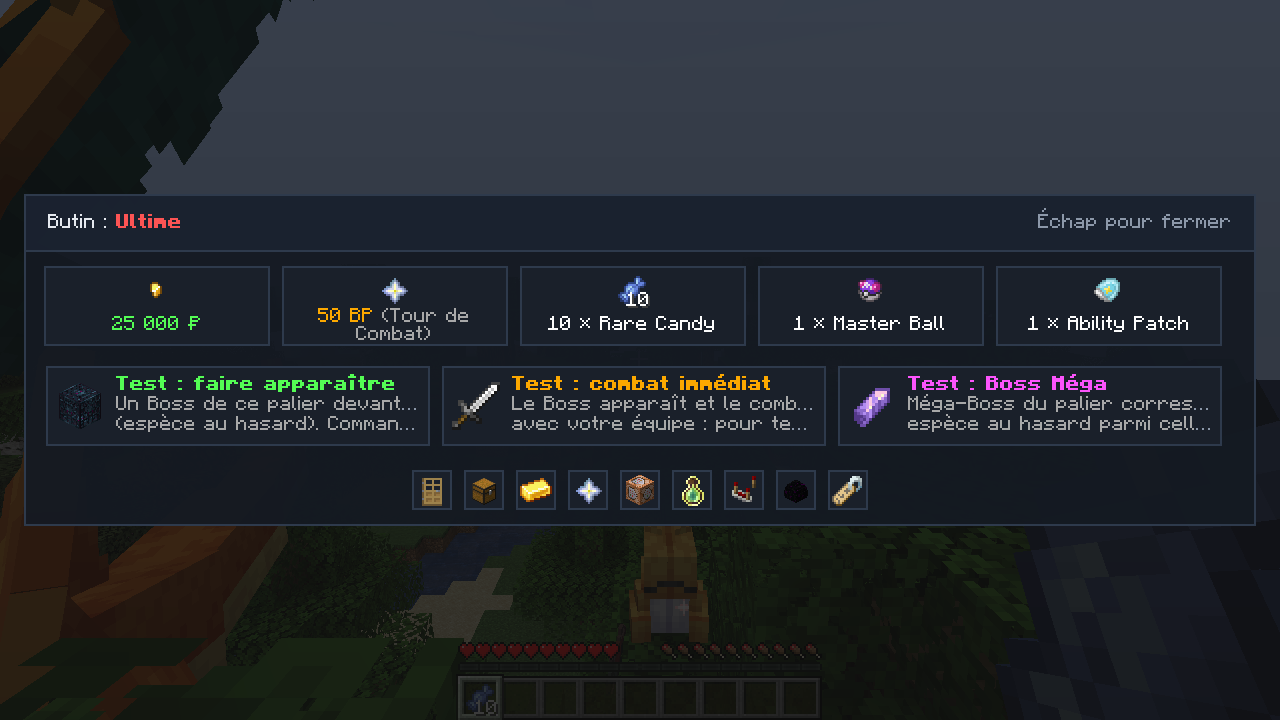 Butin : Ultime
Échap pour fermer
25 000 ₽
50 BP (Tour de
Combat)
10
10 × Rare Candy
1 × Master Ball
1 × Ability Patch
Test : faire apparaître
Un Boss de ce palier devant...
(espèce au hasard). Comman...
Test : combat immédiat
Le Boss apparaît et le comb...
avec votre équipe : pour te...
Test : Boss Méga
Méga-Boss du palier corres...
espèce au hasard parmi cell...
10